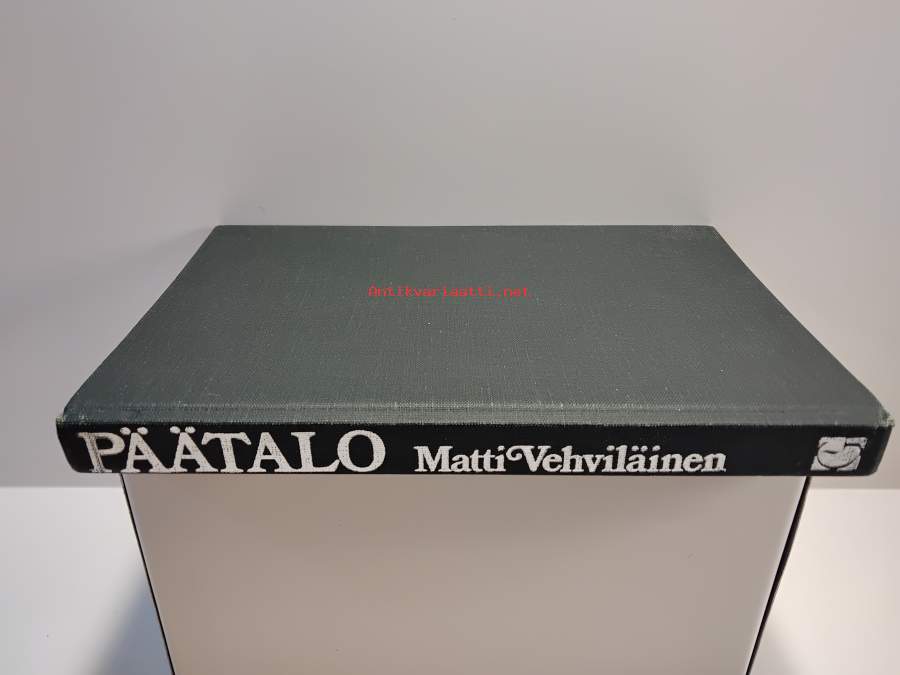 Antikvariaatti.net
PÄÄTALO Matti Vehviläinen